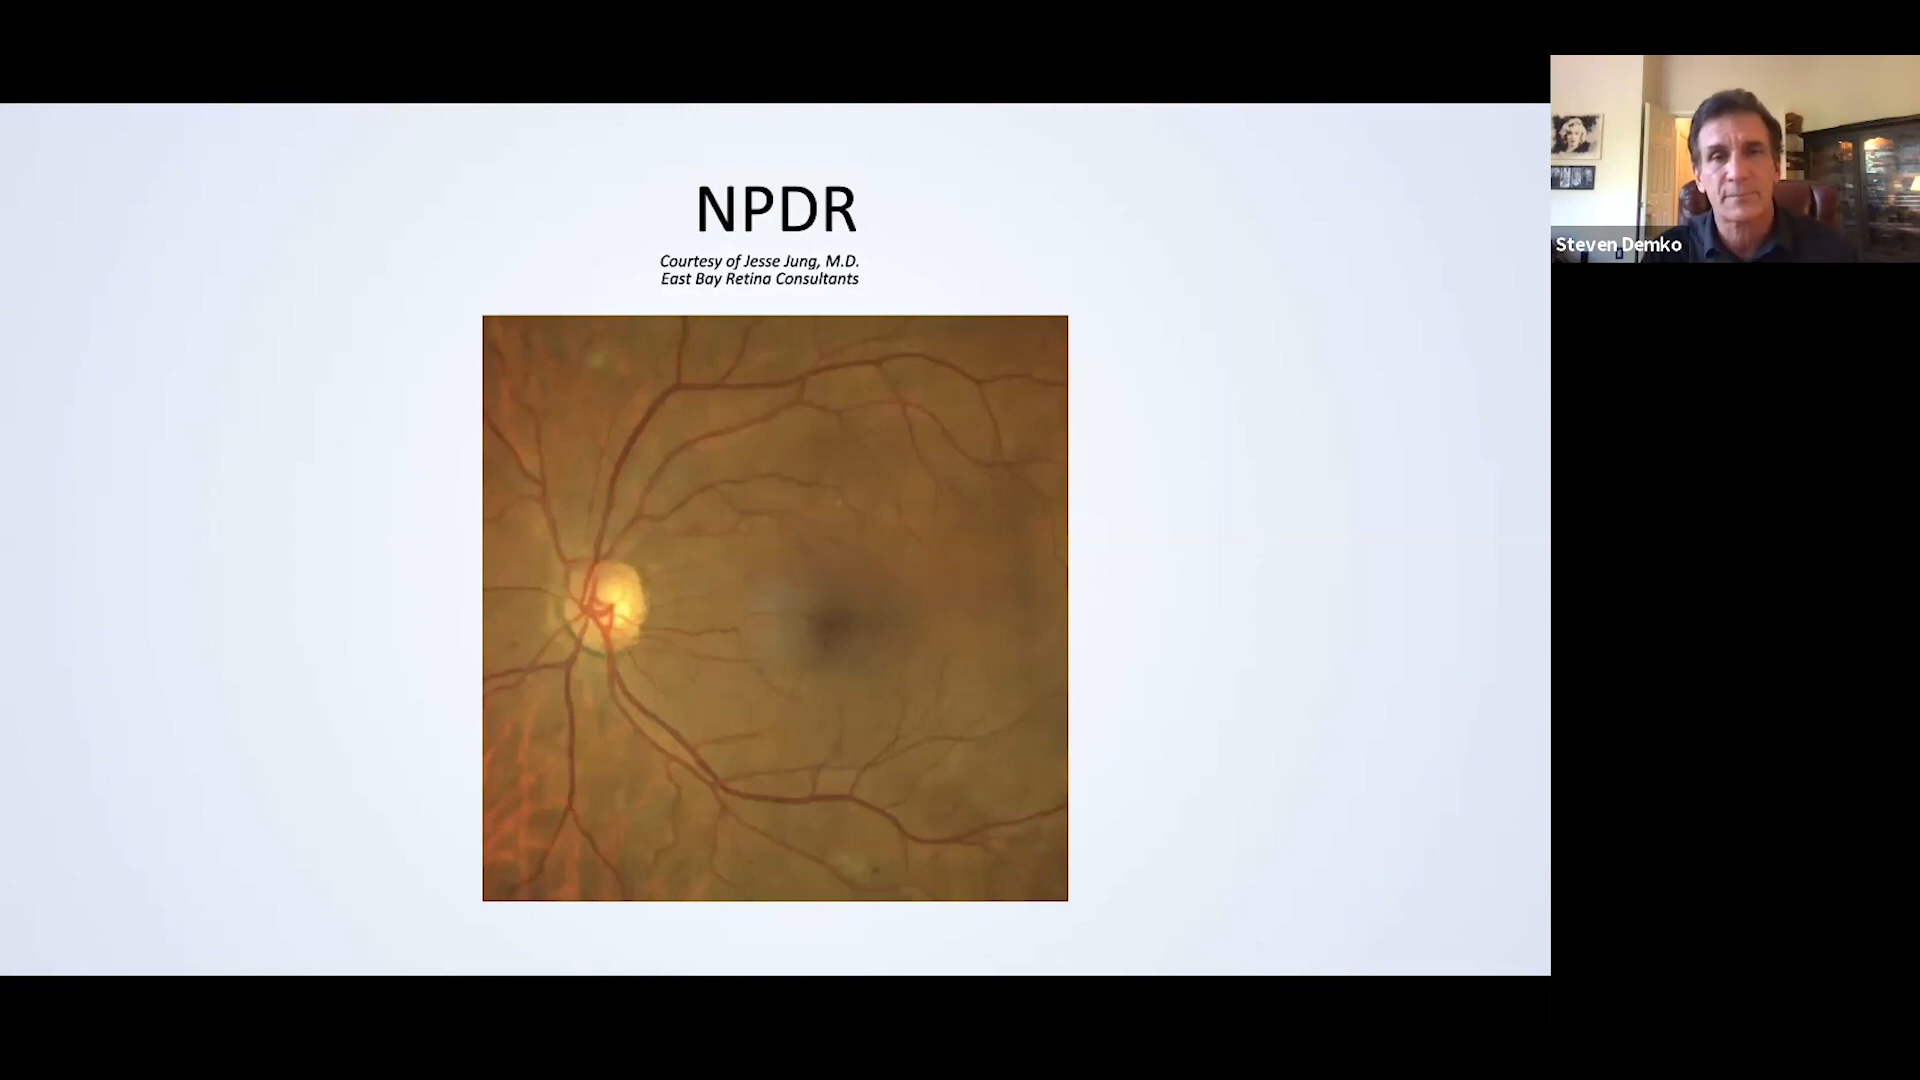 NPDR
Courtesy of Jesse Jung, M.D.
East Bay Retina Consultants
Steven Demko